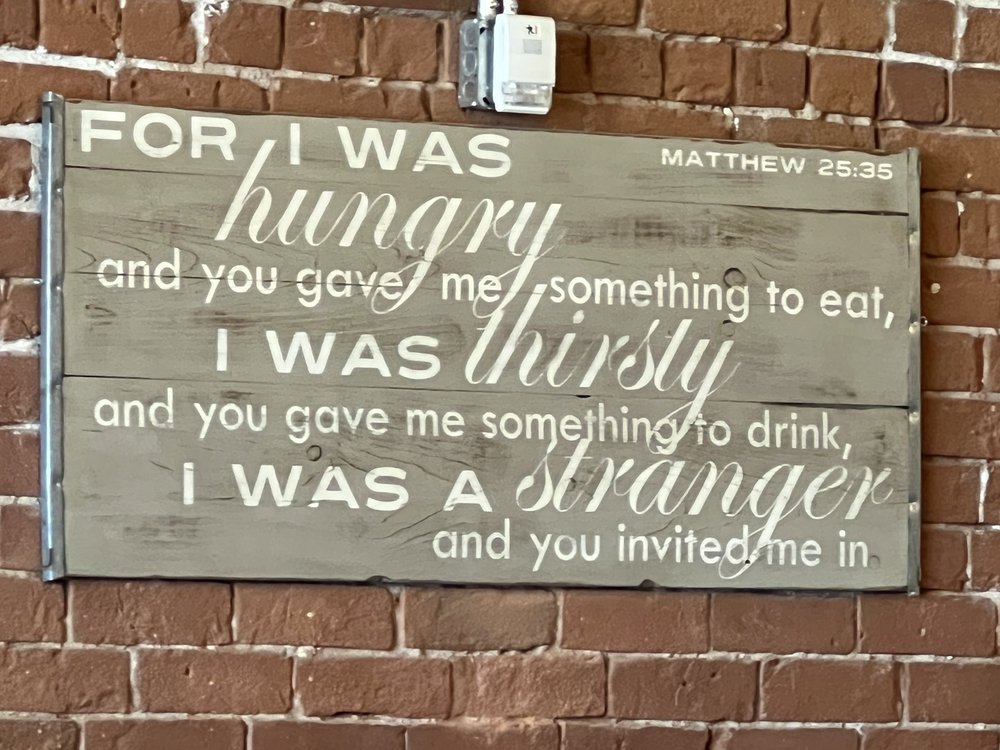 FOR I WAS
MATTHEW 25:35
hungry
and you gave me something to eat,
I WAS thirsty
and you gave me something to drink,
I WAS A stranger
and you invited me in